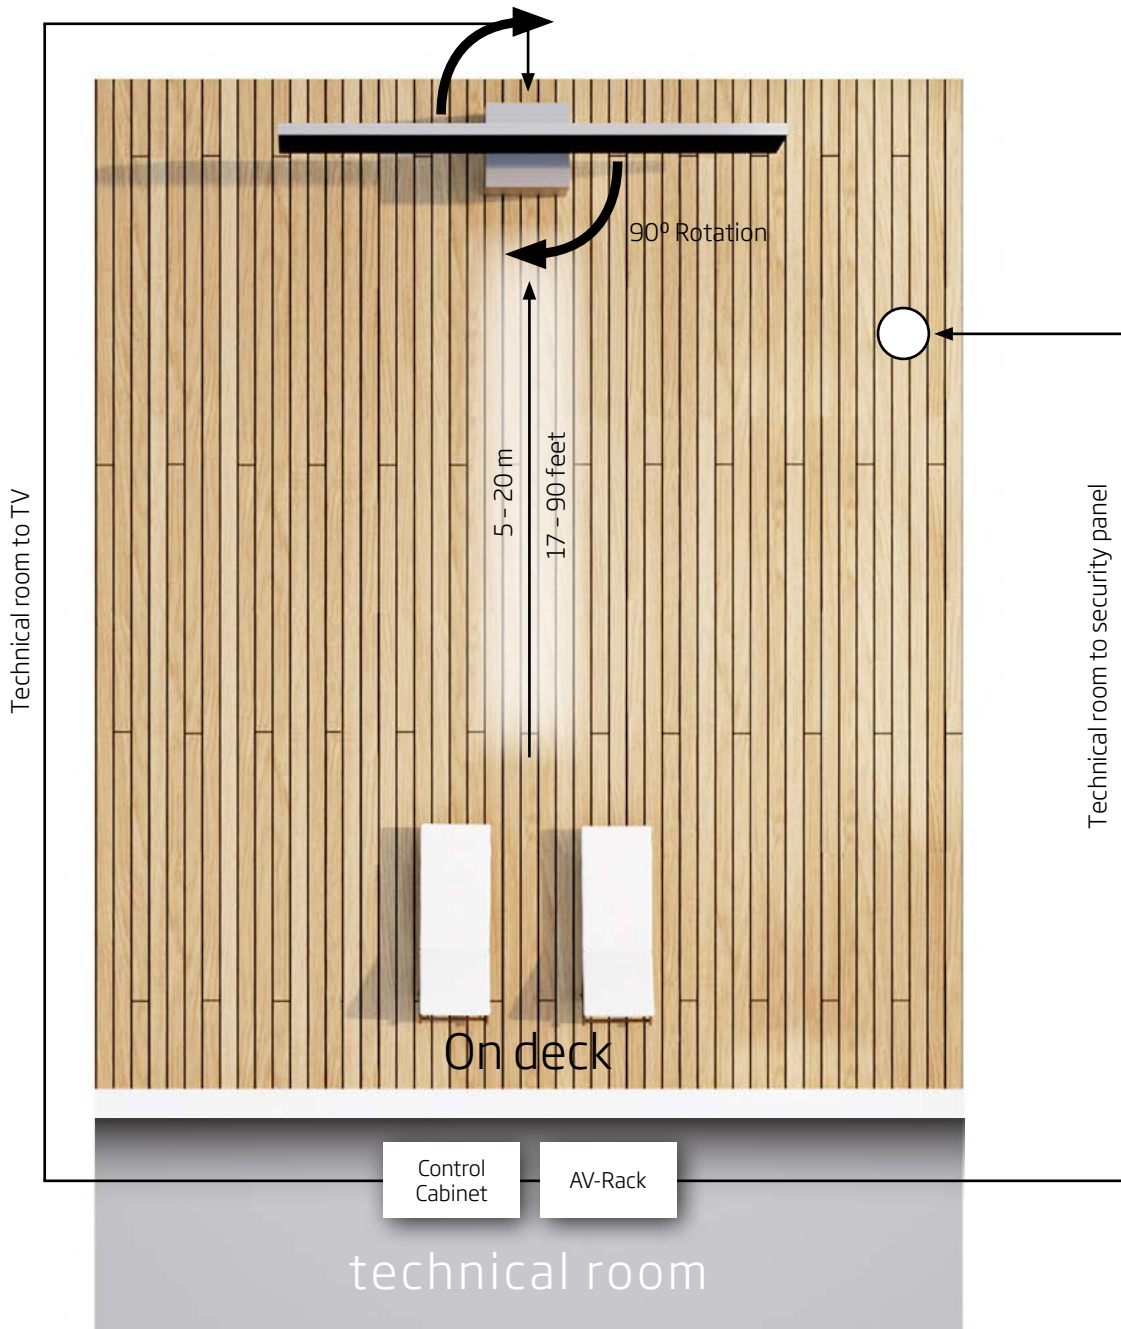 90º Rotation
5 - 20 m
17 - 90 feet
Technical room to TV
Technical room to security panel
On deck
Control
Cabinet
AV-Rack
technical room